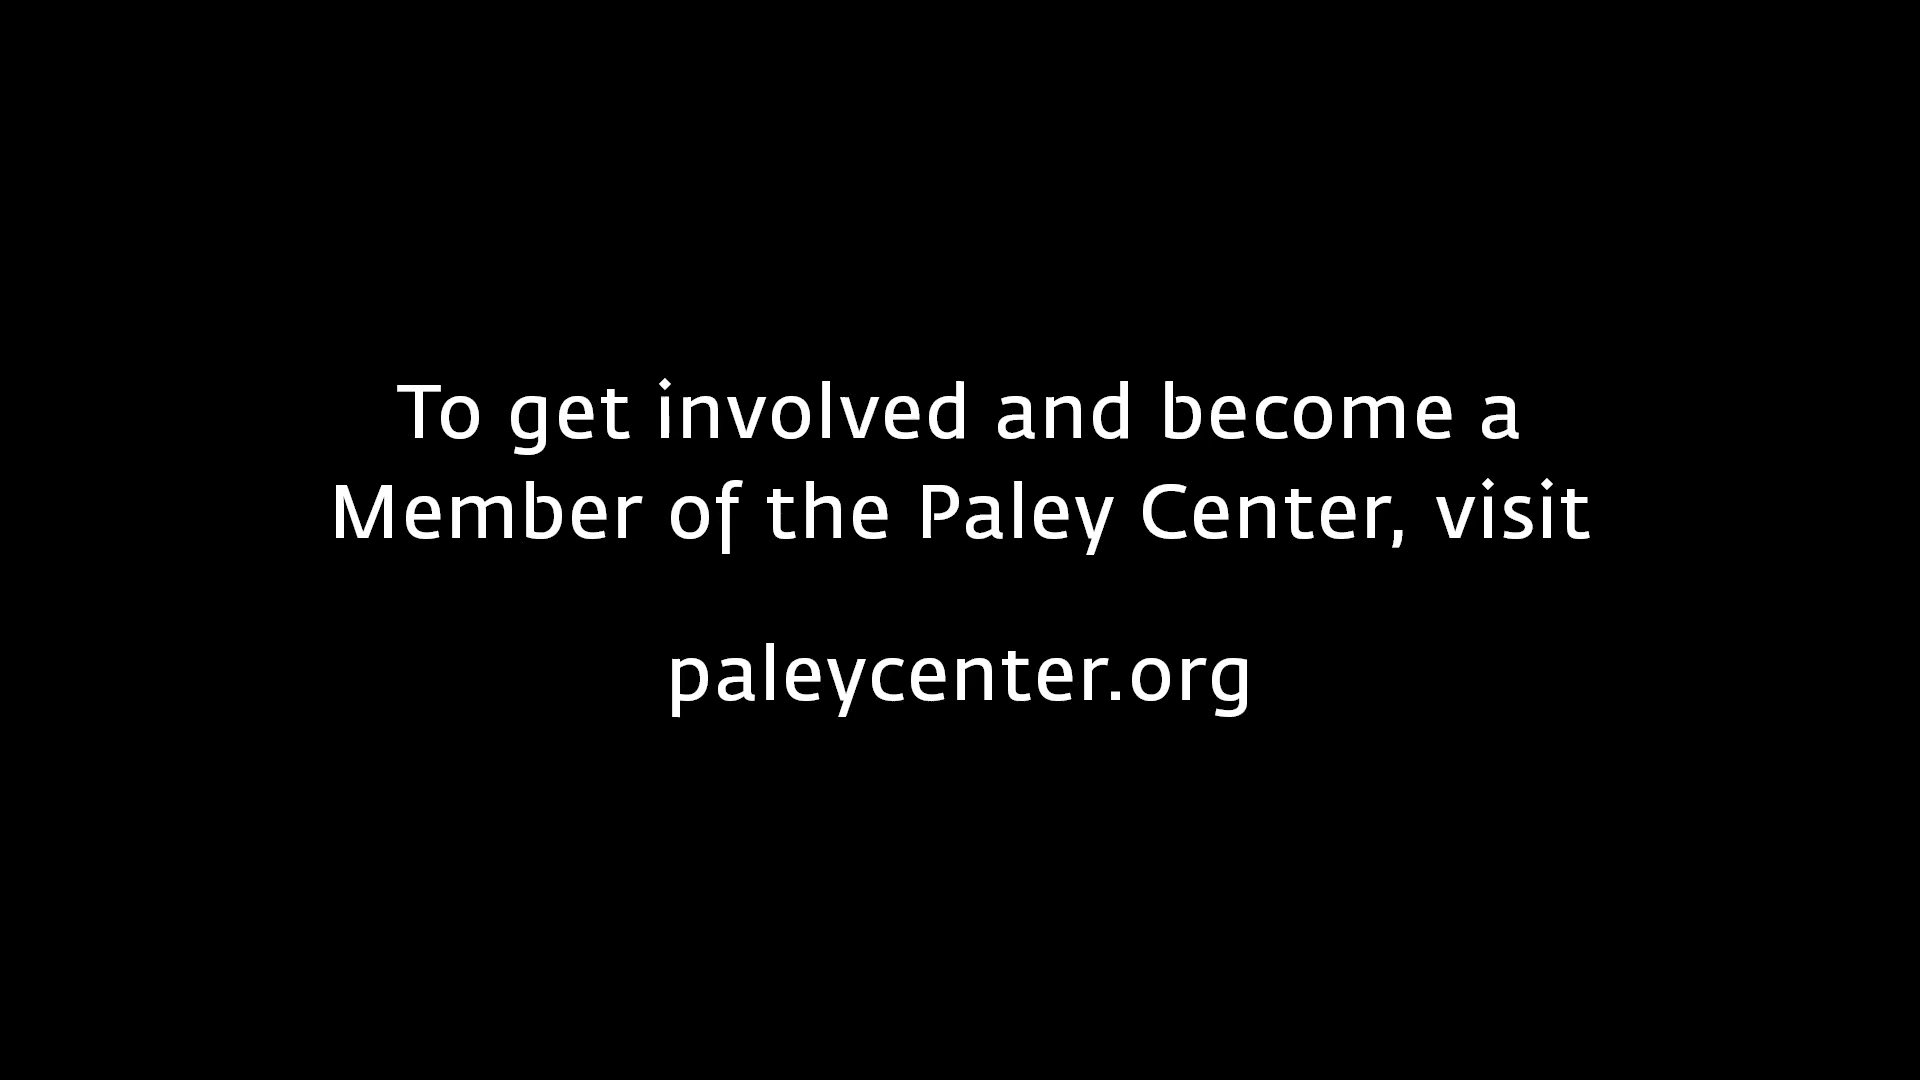 To get involved and become a
Member of the Paley Center, visit
paleycenter.org